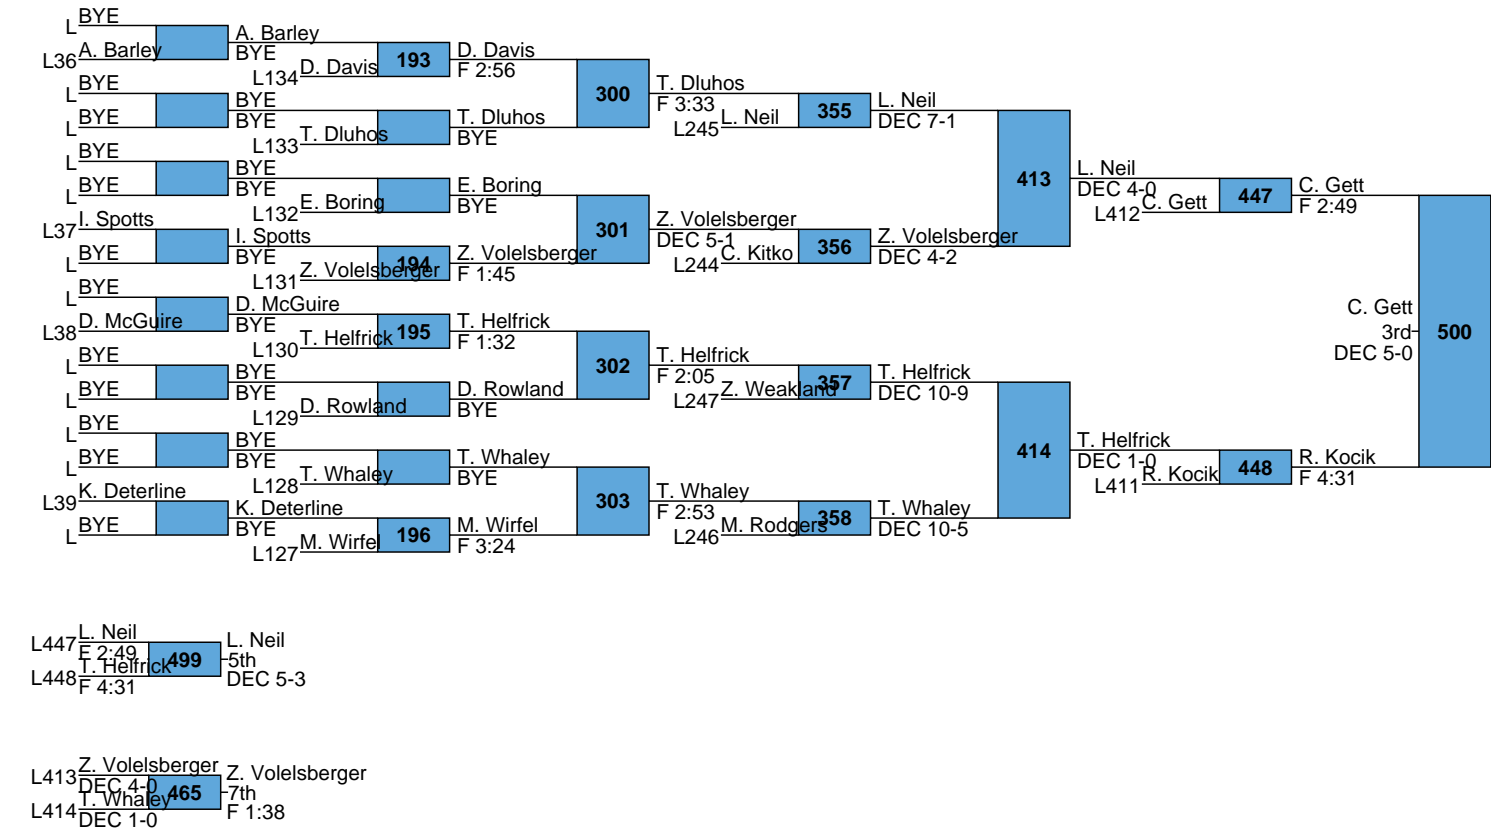 BYE
L
A. Barley
L36
A. Barley
BYE
D. Davis
L134
193
D. Davis
F 2:56
BYE
L
BYE
L
BYE
BYE
T. Dluhos
L133
T. Dluhos
BYE
300
T. Dluhos
F 3:33
L. Neil
L245
355
L. Neil
DEC 7-1
BYE
L
BYE
L
BYE
BYE
E. Boring
L132
E. Boring
BYE
I. Spotts
L37
BYE
L
I. Spotts
BYE
Z. Volelsberger
L131
194
Z. Volelsberger
F 1:45
301
Z. Volelsberger
DEC 5-1
C. Kitko
L244
356
Z. Volelsberger
DEC 4-2
413
L. Neil
DEC 4-0
C. Gett
L412
447
C. Gett
F 2:49
BYE
L
D. McGuire
L38
D. McGuire
BYE
T. Helfrick
L130
195
T. Helfrick
F 1:32
BYE
L
BYE
L
BYE
D. Rowland
L129
D. Rowland
BYE
302
T. Helfrick
F 2:05
Z. Weakland
L247
357
T. Helfrick
DEC 10-9
BYE
L
BYE
L
BYE
BYE
T. Whaley
L128
T. Whaley
BYE
K. Deterline
L39
BYE
L
K. Deterline
BYE
M. Wirfel
L127
196
M. Wirfel
F 3:24
303
T. Whaley
F 2:53
M. Rodgers
L246
358
T. Whaley
DEC 10-5
414
T. Helfrick
DEC 1-0
R. Kocik
L411
448
R. Kocik
F 4:31
C. Gett
3rd
DEC 5-0
500
L447
L. Neil
F 2:49
L448
T. Helfrick
F 4:31
499
L. Neil
5th
DEC 5-3
L413
Z. Volelsberger
DEC 4-0
L414
T. Whaley
DEC 1-0
465
Z. Volelsberger
7th
F 1:38